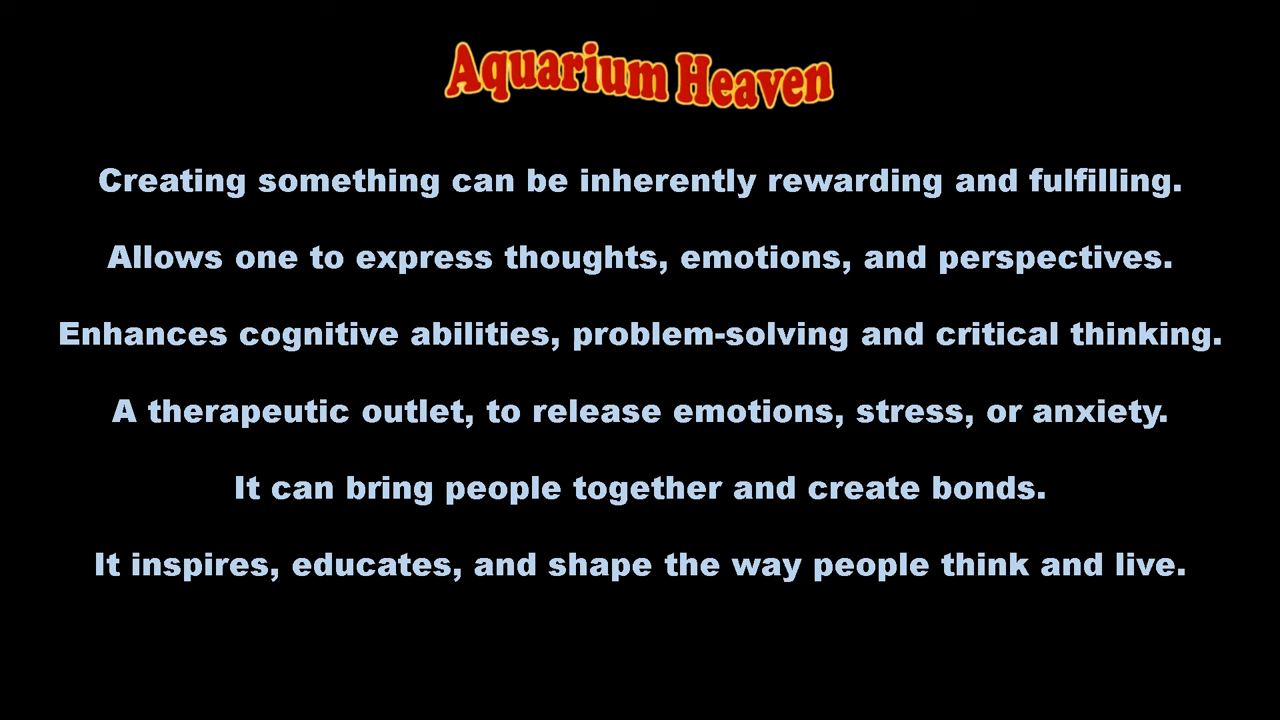 Aquarium Heaven
Creating something can be inherently rewarding and fulfilling.
Allows one to express thoughts, emotions, and perspectives.
Enhances cognitive abilities, problem-solving and critical thinking.
A therapeutic outlet, to release emotions, stress, or anxiety.
It can bring people together and create bonds.
It inspires, educates, and shape the way people think and live.